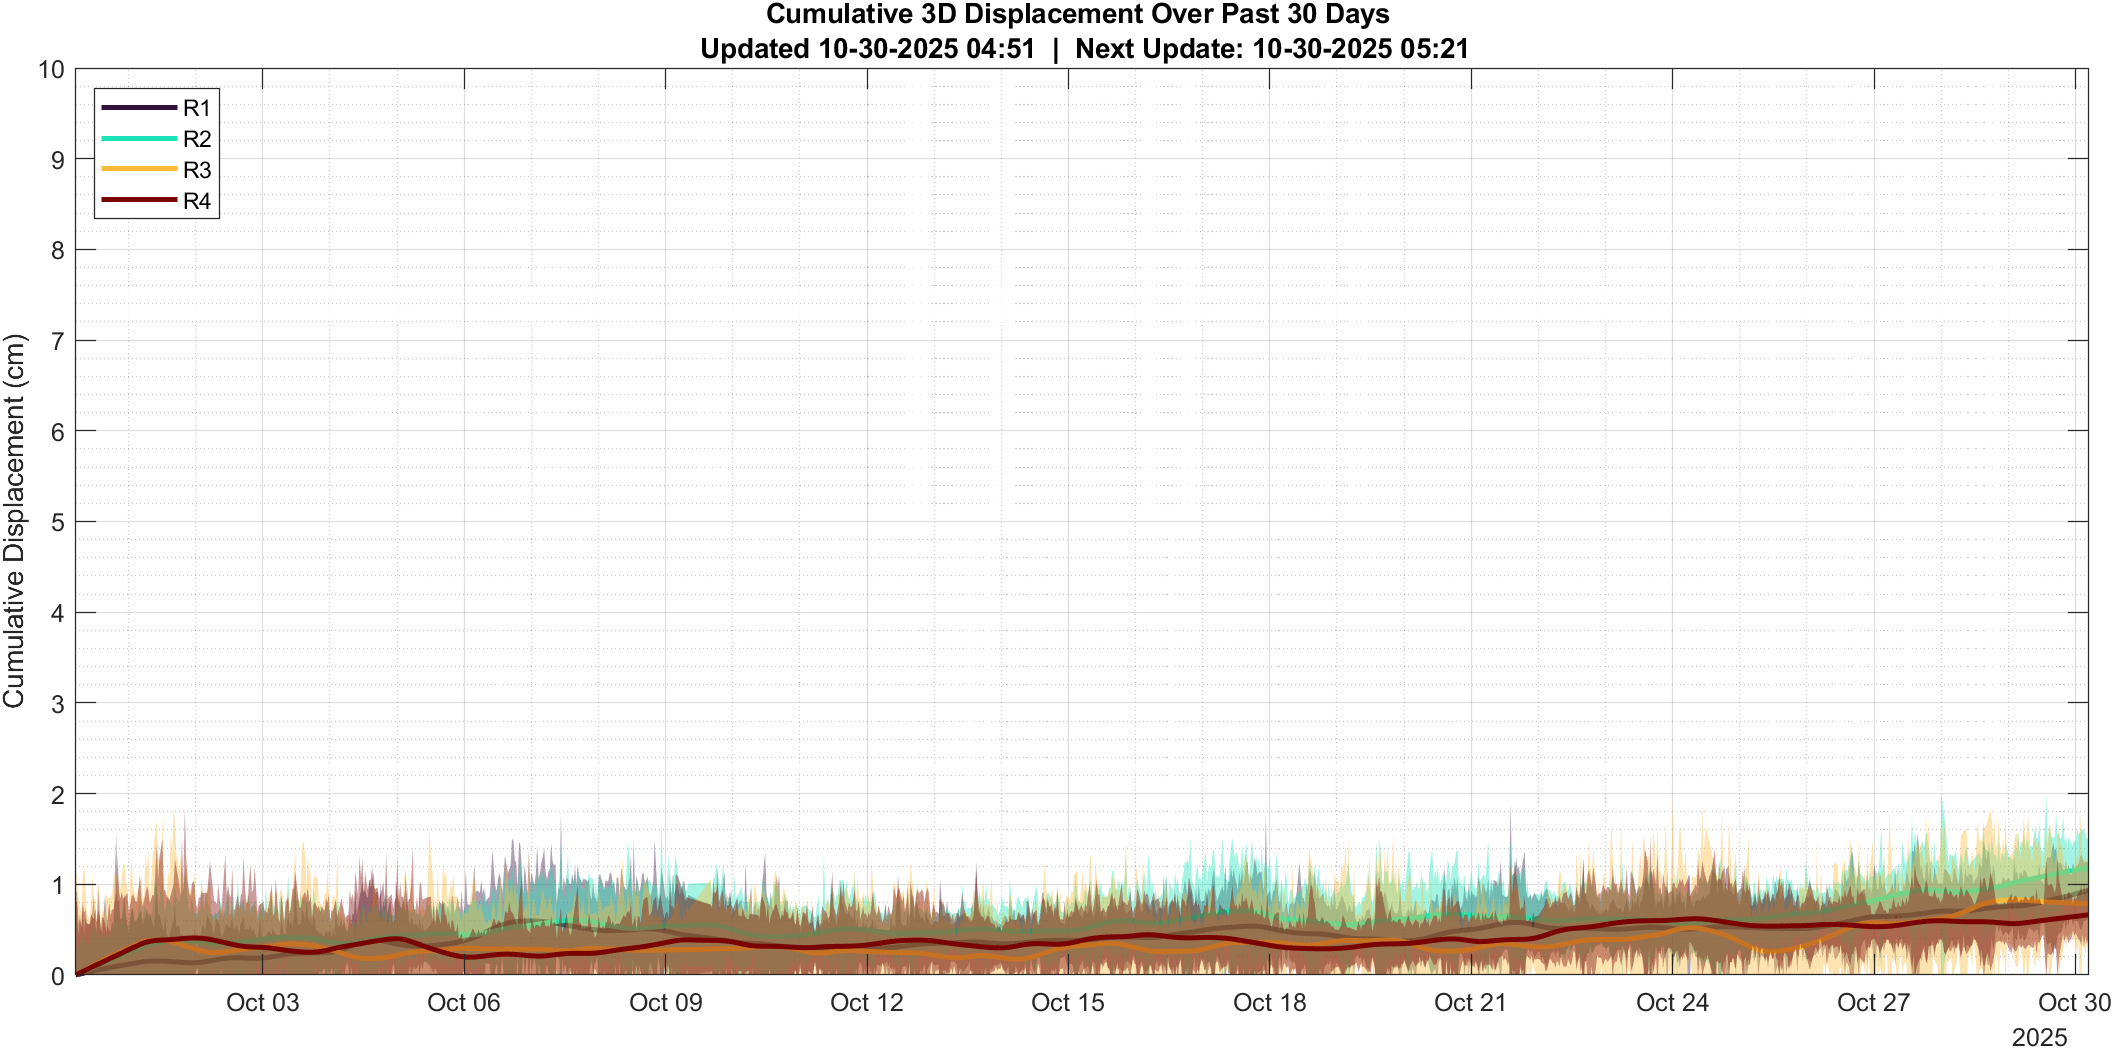 Cumulative 3D Displacement Over Past 30 Days
Updated 10-30-2025 04:51 | Next Update: 10-30-2025 05:21
Cumulative Displacement (cm)
10
9
8
7
6
5
4
3
2
1
0
R1
R2
R3
R4
Oct 03 Oct 06 Oct 09 Oct 12 Oct 15 Oct 18 Oct 21 Oct 24 Oct 27 Oct 30
2025